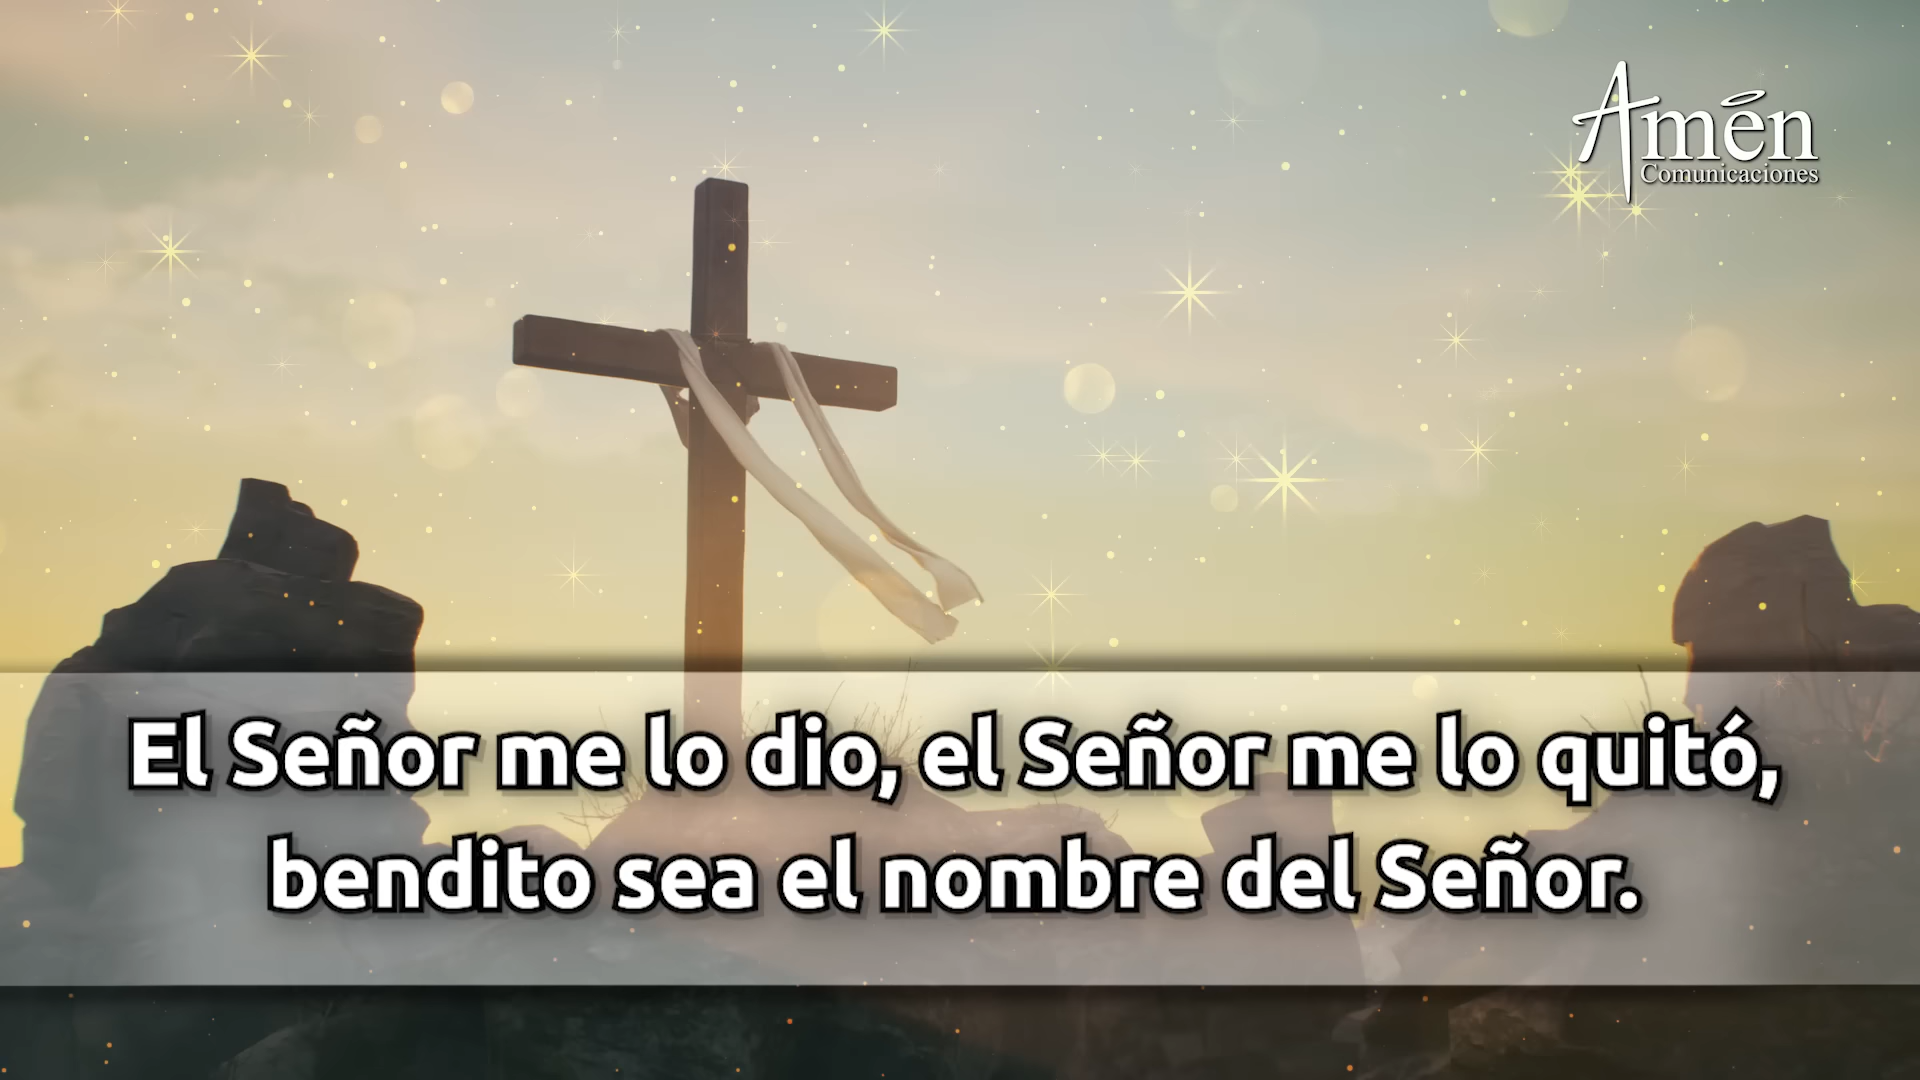 Amén
Comunicaciones
El Señor me lo dio, el Señor me lo quitó,
bendito sea el nombre del Señor.